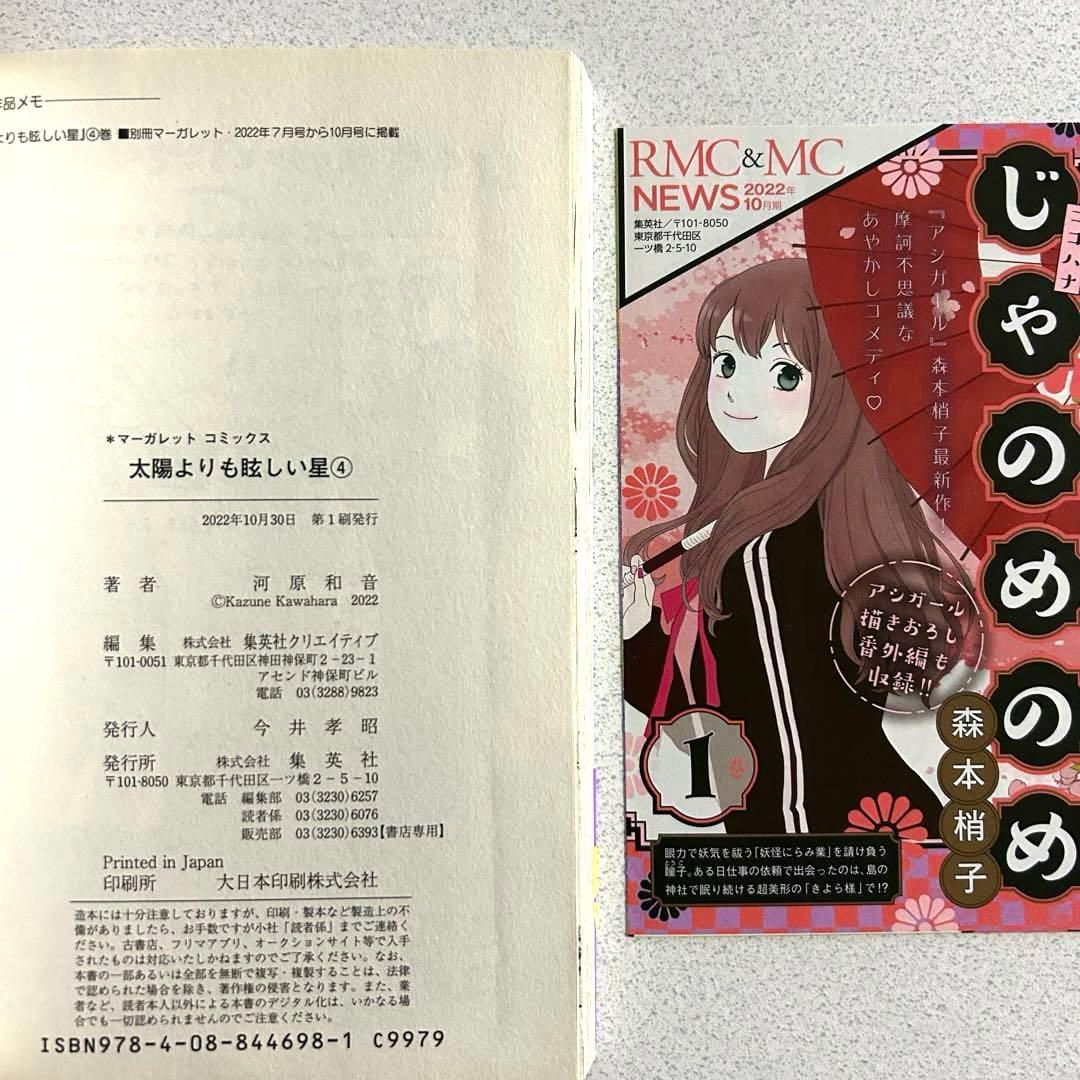 作品メモ
よりも眩しい星』④巻 ■別冊マーガレット・2022年7月号から10月号に掲載
＊マーガレット コミックス
太陽よりも眩しい星④
2022年10月30日　第1刷発行
著者　河原和音
©Kazune Kawahara 2022
編集　株式会社 集英社クリエイティブ
〒101-0051 東京都千代田区神田神保町2－23－1
アセンド神保町ビル
電話 03(3288)9823
発行人　今井孝昭
発行所　株式会社 集英社
〒101-8050 東京都千代田区一ツ橋2－5－10
電話 編集部 03(3230)6257
読者係 03(3230)6076
販売部 03(3230)6393【書店専用】
Printed in Japan
印刷所　大日本印刷株式会社
造本には十分注意しておりますが、印刷・製本など製造上の不
備がありましたら、お手数ですが小社「読者係」までご連絡く
ださい。古書店、フリマアプリ、オークションサイト等で入手
されたものは対応いたしかねますのでご了承ください。なお、
本書の一部あるいは全部を無断で複写・複製することは、法律
で認められた場合を除き、著作権の侵害となります。また、業
者など、読者本人以外による本書のデジタル化は、いかなる場
合でも一切認められませんのでご注意ください。
ISBN978-4-08-844698-1 C9979
RMC&MC
NEWS 2022年
10月期
集英社／〒101-8050
東京都千代田区
一ツ橋 2-5-10
ココハナ
じゃのめのめ
『アシガール』森本梢子最新作！
摩訶不思議な
あやかしコメディ♡
アシガール
描きおろし
番外編も
収録!!
森本梢子
1巻
眼力で妖気を祓う「妖怪にらみ業」を請け負う
瞳子。ある日仕事の依頼で出会ったのは、島の
とうこ
神社で眠り続ける超美形の「きよら様」で!?